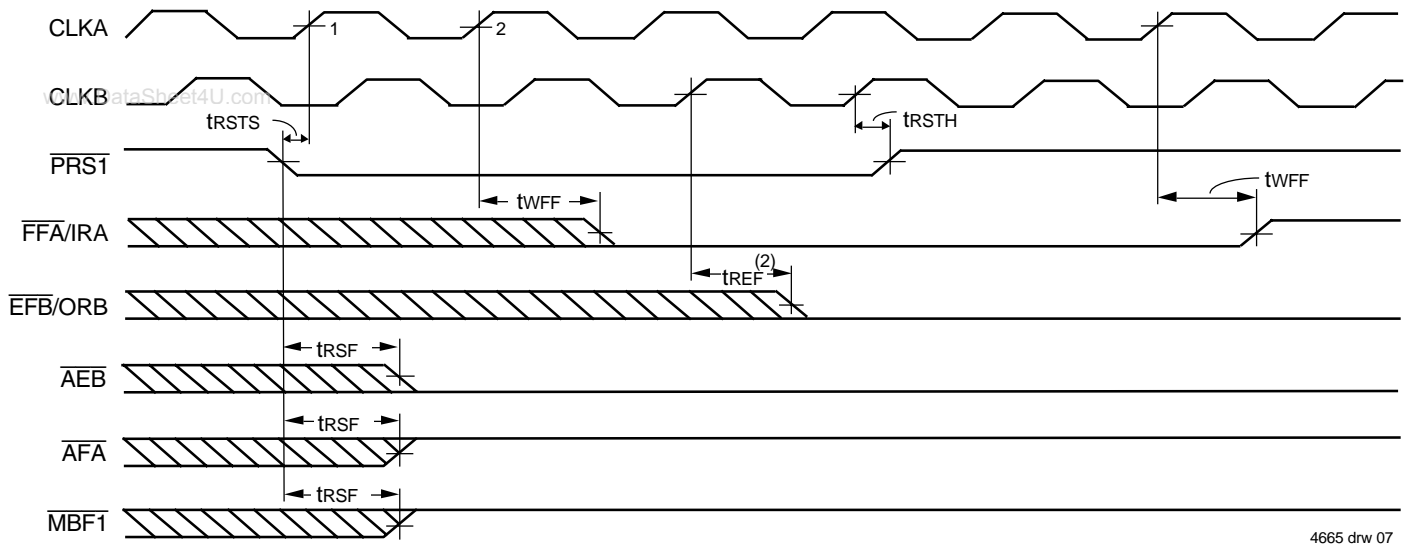 CLKA
1
2
CLKB
www.DataSheet4U.com
tRSTS
tRSTH
PRS1
tWFF
tWFF
FFA/IRA
tREF(2)
EFB/ORB
tRSF
AEB
tRSF
AFA
tRSF
MBF1
4665 drw 07